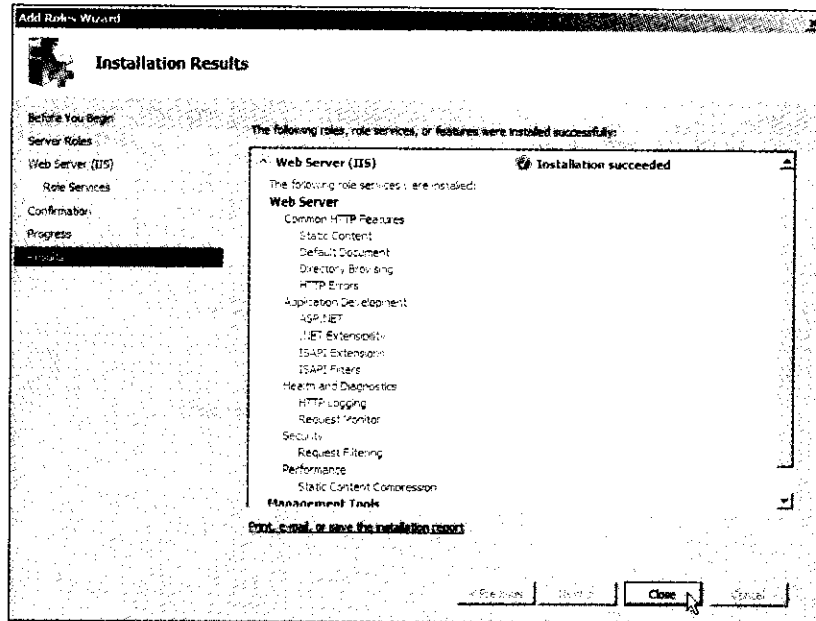 Add Roles Wizard
Installation Results
Before You Begin
Server Roles
Web Server (IIS)
Role Services
Confirmation
Progress
Results
The following roles, role services, or features were installed successfully:
Web Server (IIS) Installation succeeded
The following role services were installed:
Web Server
Common HTTP Features
Static Content
Default Document
Directory Browsing
HTTP Errors
Application Development
ASP.NET
.NET Extensibility
ISAPI Extensions
ISAPI Filters
Health and Diagnostics
HTTP Logging
Request Monitor
Security
Request Filtering
Performance
Static Content Compression
Management Tools
Print, e-mail, or save the installation report
< Previous Next > Close Cancel